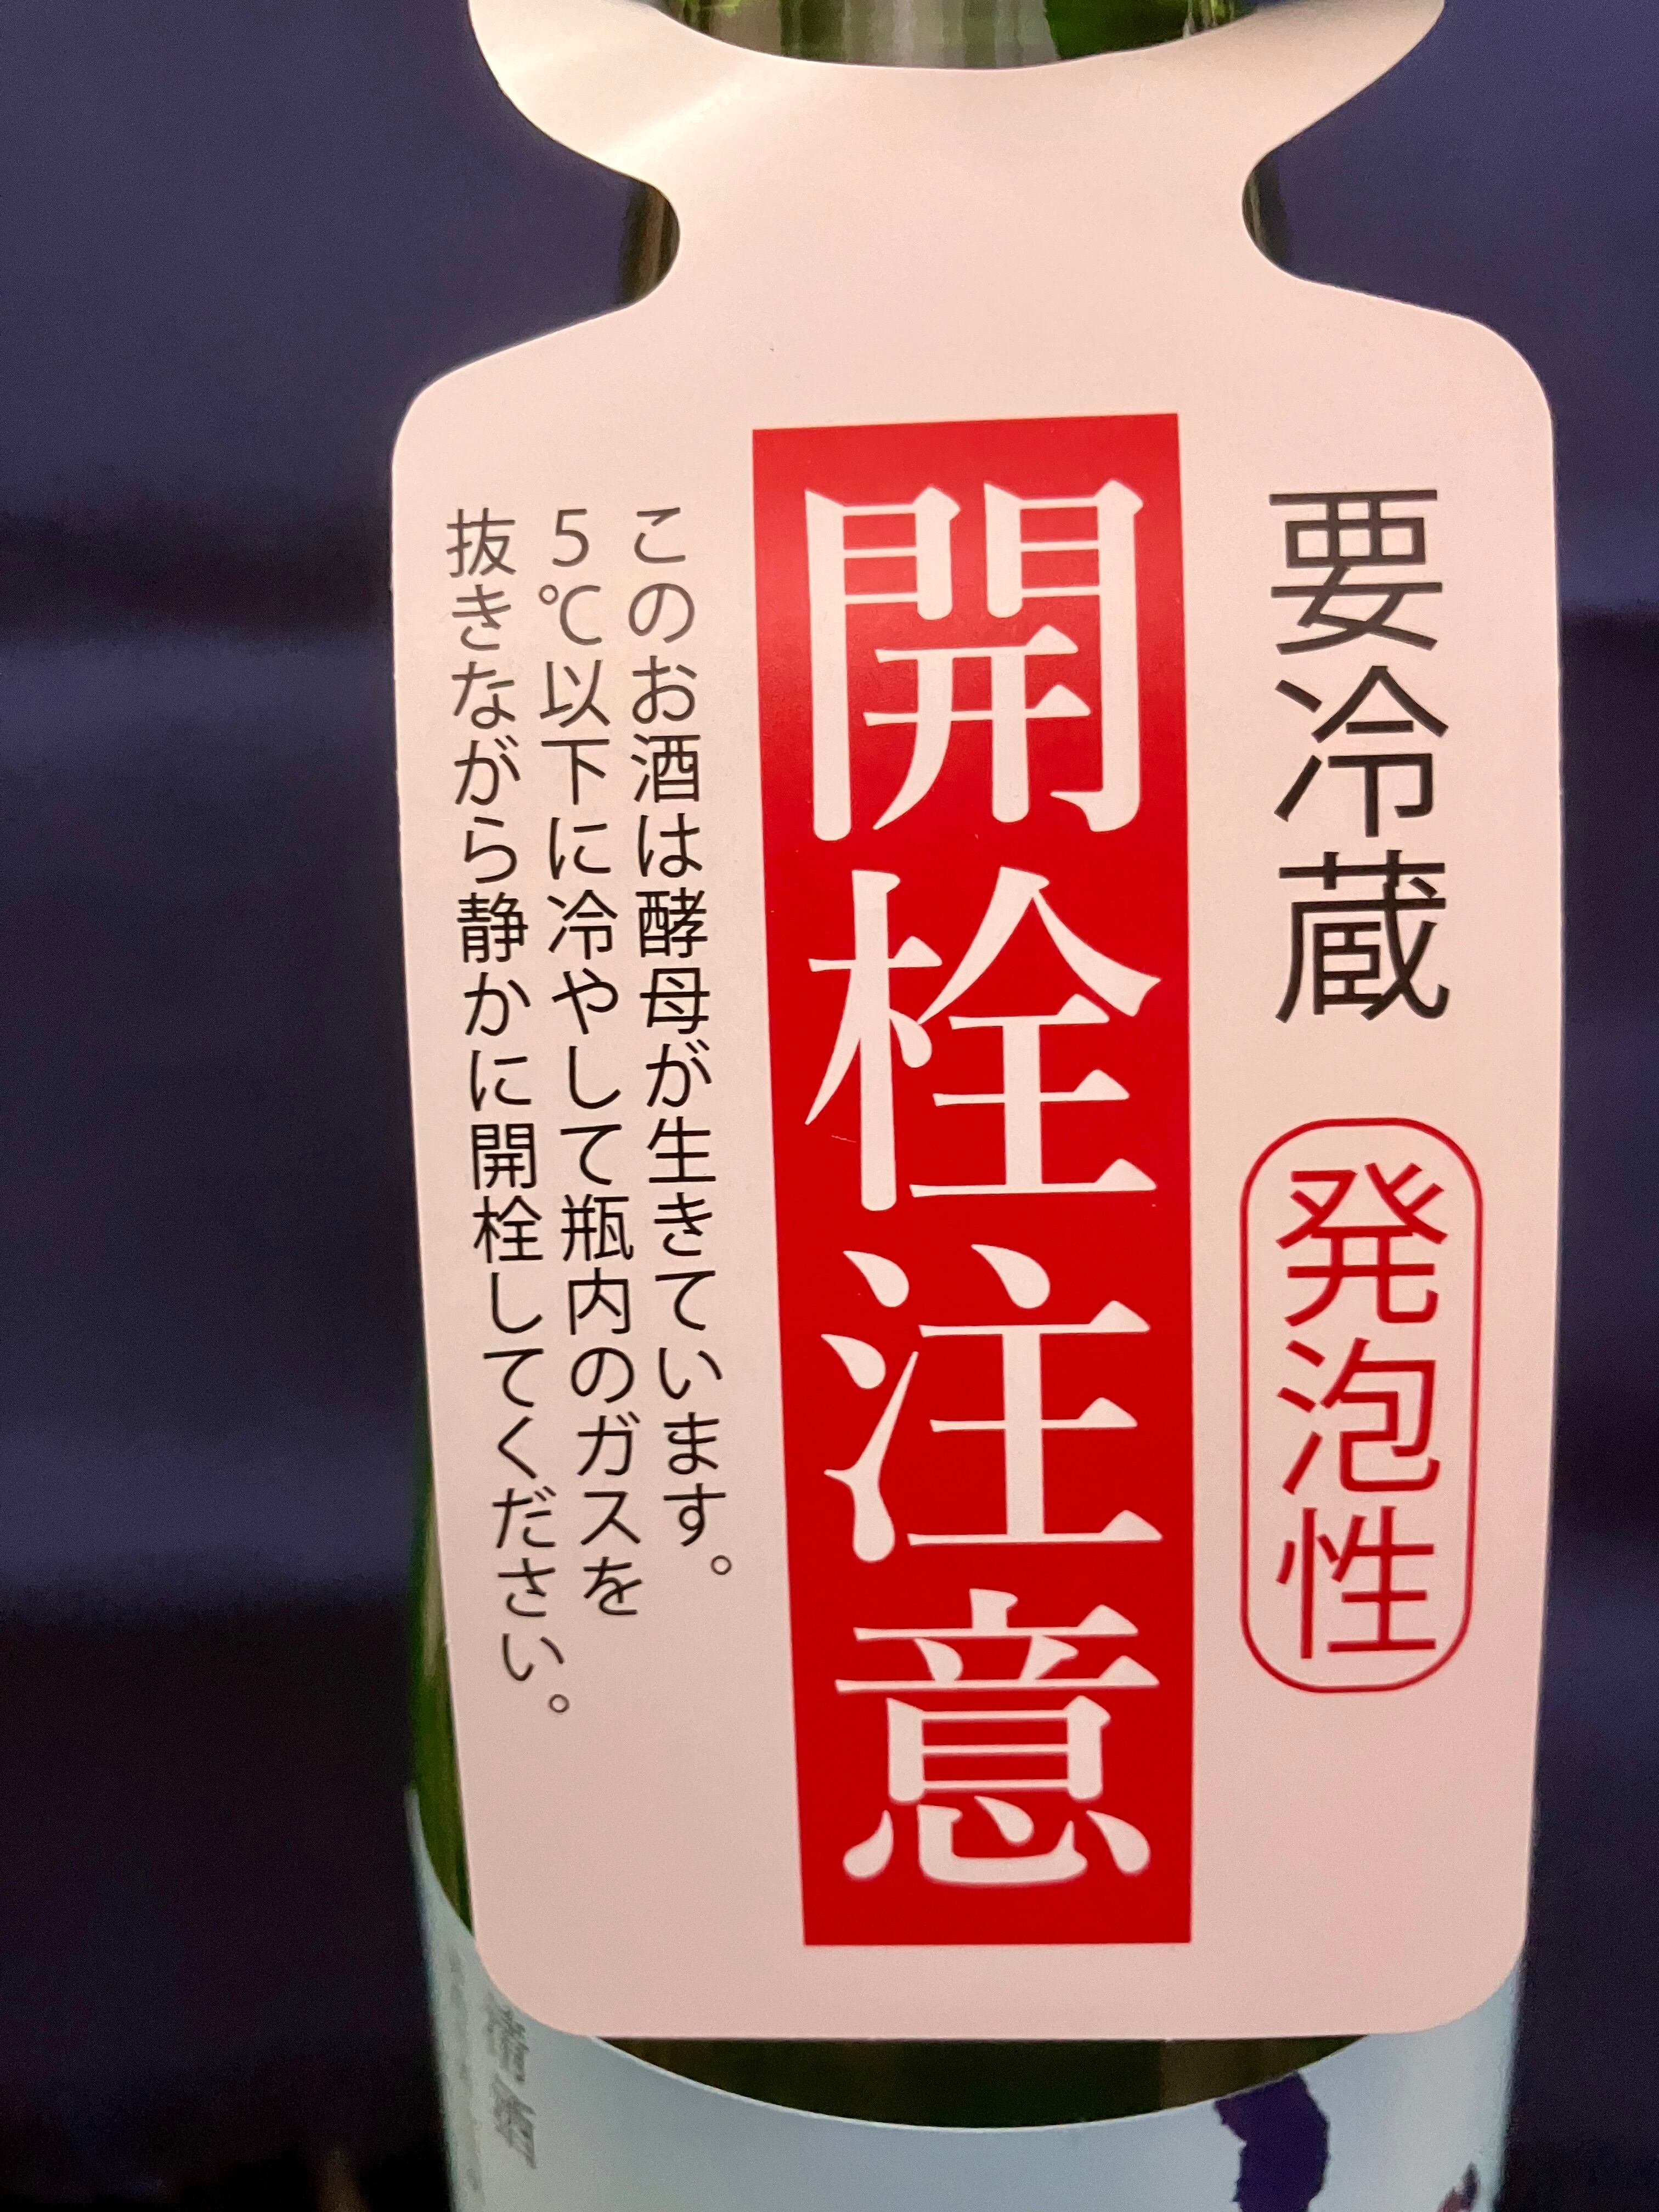 要冷蔵 発泡性
開栓注意
このお酒は酵母が生きています。
5℃以下に冷やして瓶内のガスを
抜きながら静かに開栓してください。
清酒